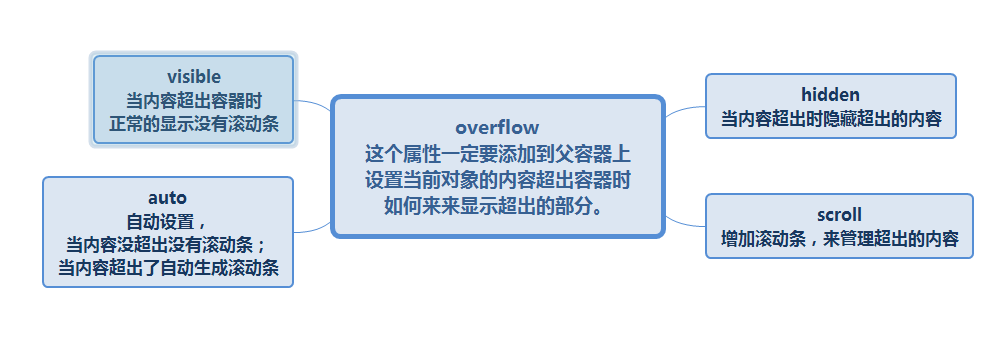 visible
当内容超出容器时
正常的显示没有滚动条
auto
自动设置，
当内容没超出没有滚动条；
当内容超出了自动生成滚动条
overflow
这个属性一定要添加到父容器上
设置当前对象的内容超出容器时
如何来来显示超出的部分。
hidden
当内容超出时隐藏超出的内容
scroll
增加滚动条，来管理超出的内容